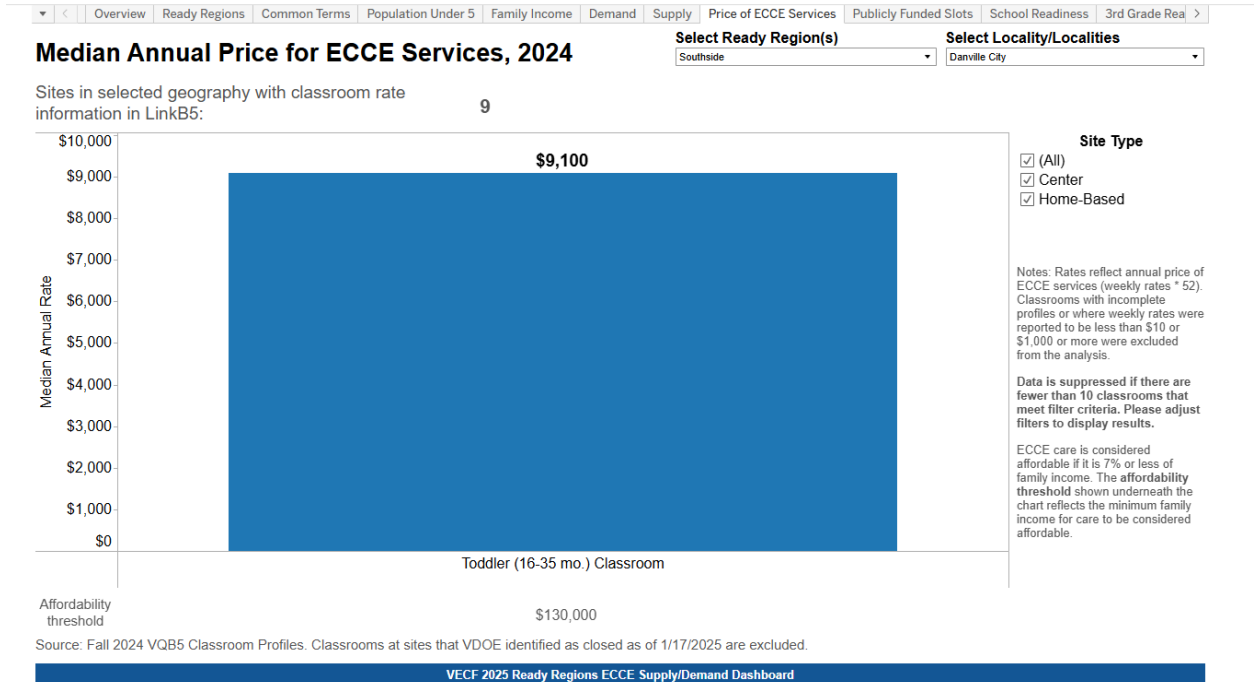 Overview Ready Regions Common Terms Population Under 5 Family Income Demand Supply Price of ECCE Services Publicly Funded Slots School Readiness 3rd Grade Rea
Median Annual Price for ECCE Services, 2024
Select Ready Region(s)
Southside
Select Locality/Localities
Danville City
Sites in selected geography with classroom rate
information in LinkB5:
9
$10,000
$9,000
$8,000
$7,000
$6,000
$5,000
$4,000
$3,000
$2,000
$1,000
$0
Median Annual Rate
$9,100
Toddler (16-35 mo.) Classroom
Site Type
(All)
Center
Home-Based
Notes: Rates reflect annual price of
ECCE services (weekly rates * 52).
Classrooms with incomplete
profiles or where weekly rates were
reported to be less than $10 or
$1,000 or more were excluded
from the analysis.
Data is suppressed if there are
fewer than 10 classrooms that
meet filter criteria. Please adjust
filters to display results.
ECCE care is considered
affordable if it is 7% or less of
family income. The affordability
threshold shown underneath the
chart reflects the minimum family
income for care to be considered
affordable.
Affordability
threshold
$130,000
Source: Fall 2024 VQB5 Classroom Profiles. Classrooms at sites that VDOE identified as closed as of 1/17/2025 are excluded.
VECF 2025 Ready Regions ECCE Supply/Demand Dashboard